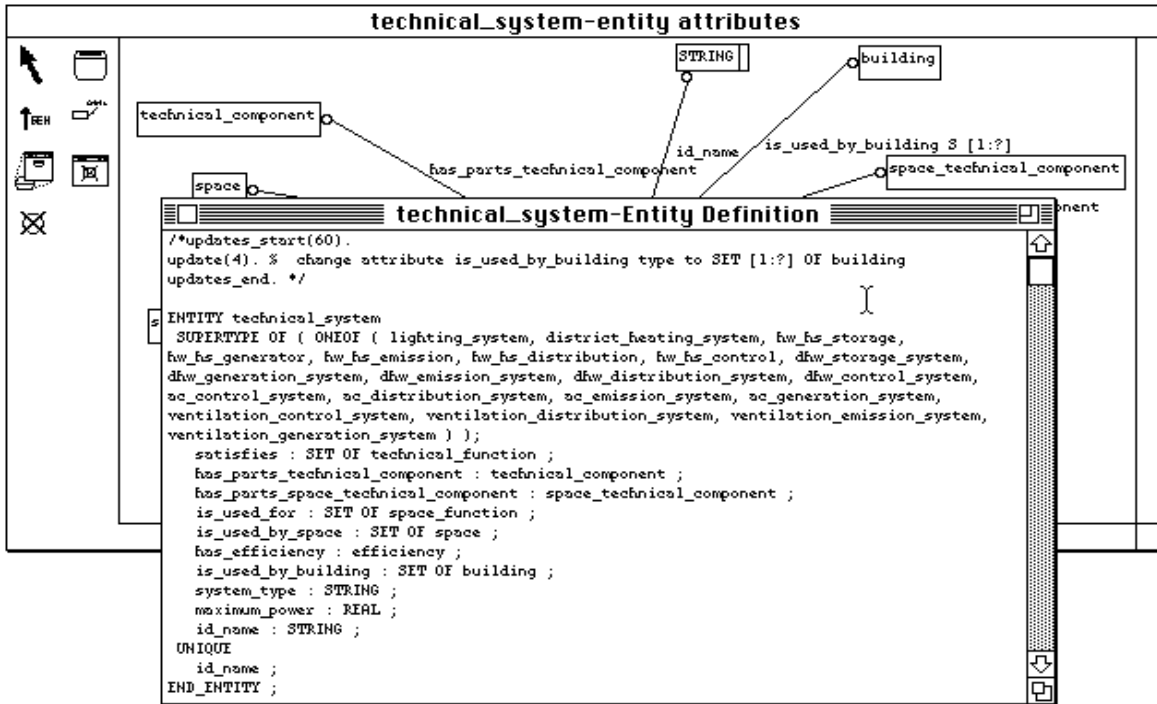 technical_system-entity attributes
STRING
building
technical_component
id_name
is_used_by_building S [1:?]
has_parts_technical_component
space_technical_component
space
technical_system-Entity Definition
/*updates_start(60).
update(4). %  change attribute is_used_by_building type to SET [1:?] OF building
updates_end. */
ENTITY technical_system
SUPERTYPE OF ( ONEOF ( lighting_system, district_heating_system, hw_hs_storage,
hw_hs_generator, hw_hs_emission, hw_hs_distribution, hw_hs_control, dhw_storage_system,
dhw_generation_system, dhw_emission_system, dhw_distribution_system, dhw_control_system,
ac_control_system, ac_distribution_system, ac_emission_system, ac_generation_system,
ventilation_control_system, ventilation_distribution_system, ventilation_emission_system,
ventilation_generation_system ) );
satisfies : SET OF technical_function ;
has_parts_technical_component : technical_component ;
has_parts_space_technical_component : space_technical_component ;
is_used_for : SET OF space_function ;
is_used_by_space : SET OF space ;
has_efficiency : efficiency ;
is_used_by_building : SET OF building ;
system_type : STRING ;
maximum_power : REAL ;
id_name : STRING ;
UNIQUE
id_name ;
END_ENTITY ;